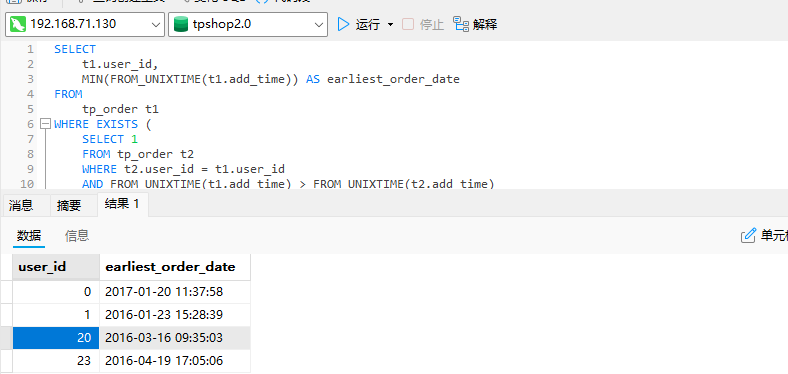 192.168.71.130 tpshop2.0 运行 停止 解释
1 SELECT
2 t1.user_id,
3 MIN(FROM_UNIXTIME(t1.add_time)) AS earliest_order_date
4 FROM
5 tp_order t1
6 WHERE EXISTS (
7 SELECT 1
8 FROM tp_order t2
9 WHERE t2.user_id = t1.user_id
10 AND FROM_UNIXTIME(t1.add_time) > FROM_UNIXTIME(t2.add_time)
消息 摘要 结果 1
数据 信息 单元
user_id earliest_order_date
0 2017-01-20 11:37:58
1 2016-01-23 15:28:39
20 2016-03-16 09:35:03
23 2016-04-19 17:05:06